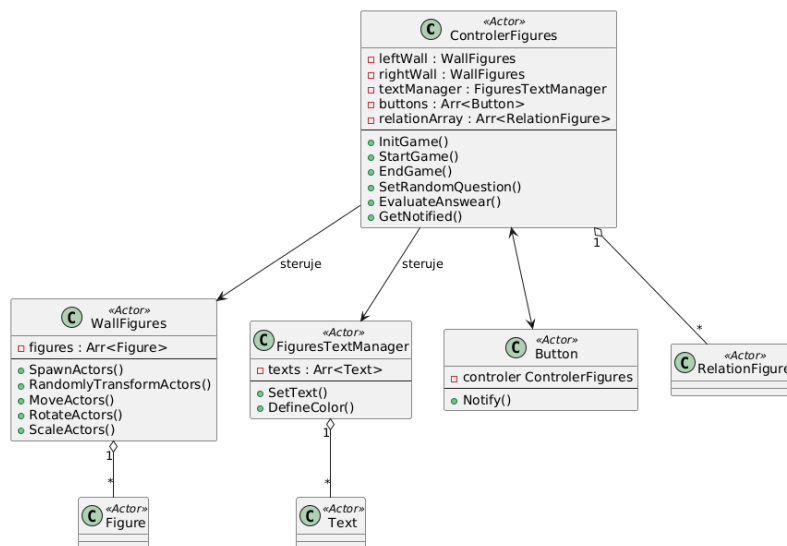 C
«Actor»
ControlerFigures
leftWall : WallFigures
rightWall : WallFigures
textManager : FiguresTextManager
buttons : Arr<Button>
relationArray : Arr<RelationFigure>
InitGame()
StartGame()
EndGame()
SetRandomQuestion()
EvaluateAnswear()
GetNotified()
1
steruje
steruje
*
C
«Actor»
WallFigures
figures : Arr<Figure>
SpawnActors()
RandomlyTransformActors()
MoveActors()
RotateActors()
ScaleActors()
1
*
C
«Actor»
FiguresTextManager
texts : Arr<Text>
SetText()
DefineColor()
1
*
C
«Actor»
Button
controler ControlerFigures
Notify()
C
«Actor»
RelationFigure
C
«Actor»
Figure
C
«Actor»
Text